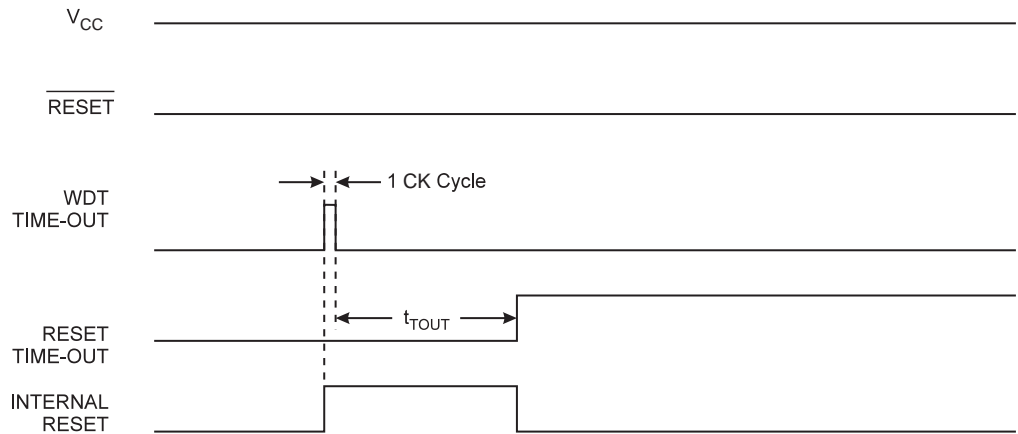 VCC
RESET
1 CK Cycle
WDT
TIME-OUT
tTOUT
RESET
TIME-OUT
INTERNAL
RESET